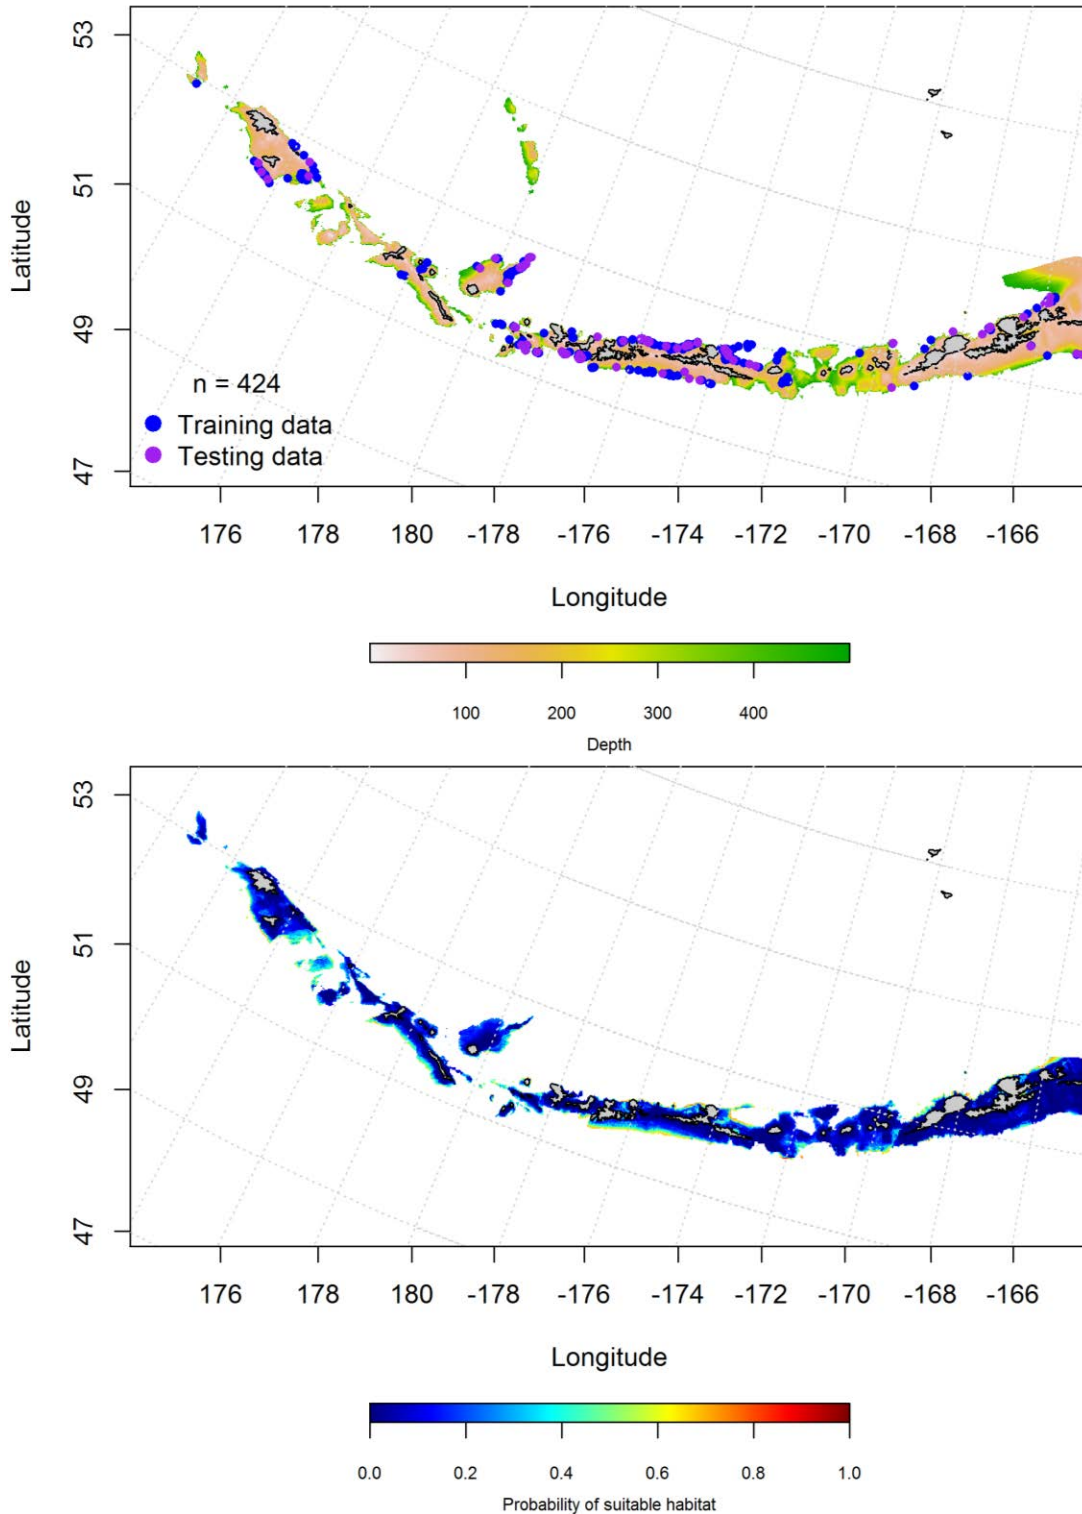 53
51
49
47
Latitude
n = 424
Training data
Testing data
176 178 180 -178 -176 -174 -172 -170 -168 -166
Longitude
100 200 300 400
Depth
53
51
49
47
Latitude
176 178 180 -178 -176 -174 -172 -170 -168 -166
Longitude
0.0 0.2 0.4 0.6 0.8 1.0
Probability of suitable habitat